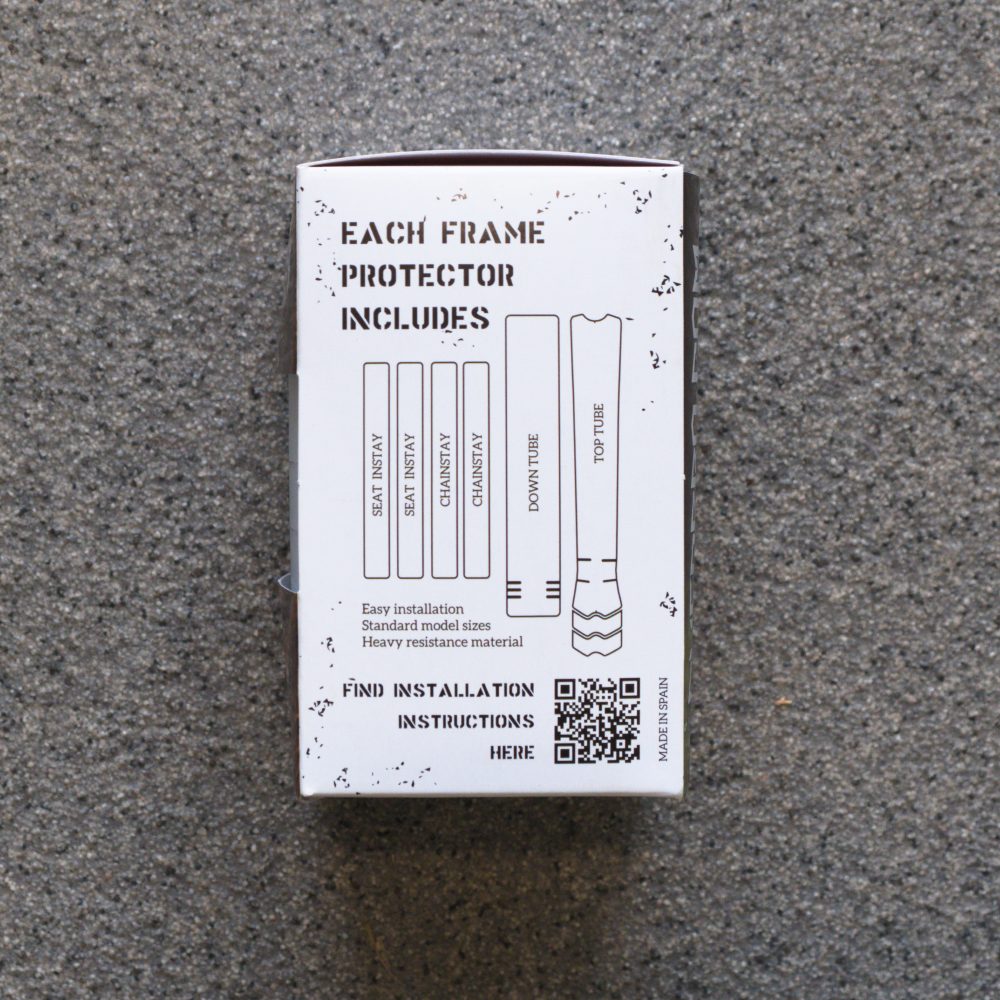 EACH FRAME
PROTECTOR
INCLUDES
SEAT INSTAY
SEAT INSTAY
CHAINSTAY
CHAINSTAY
DOWN TUBE
TOP TUBE
Easy installation
Standard model sizes
Heavy resistance material
FIND INSTALLATION
INSTRUCTIONS
HERE
MADE IN SPAIN